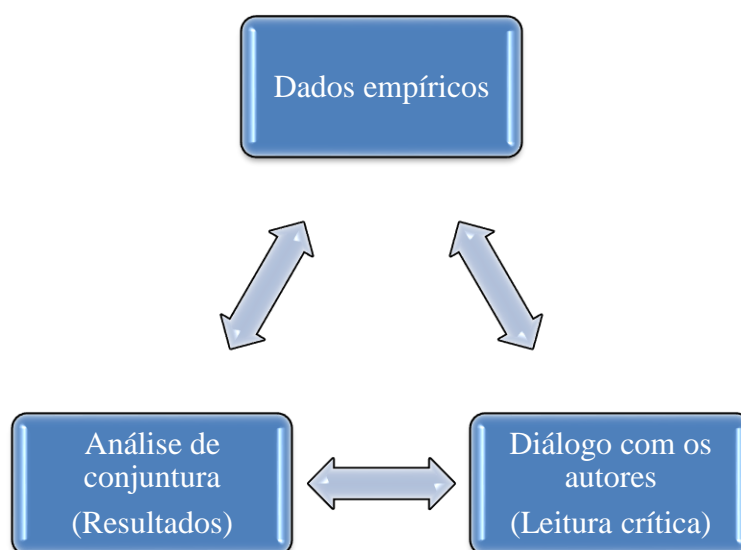 Dados empíricos
Análise de
conjuntura
(Resultados)
Diálogo com os
autores
(Leitura crítica)